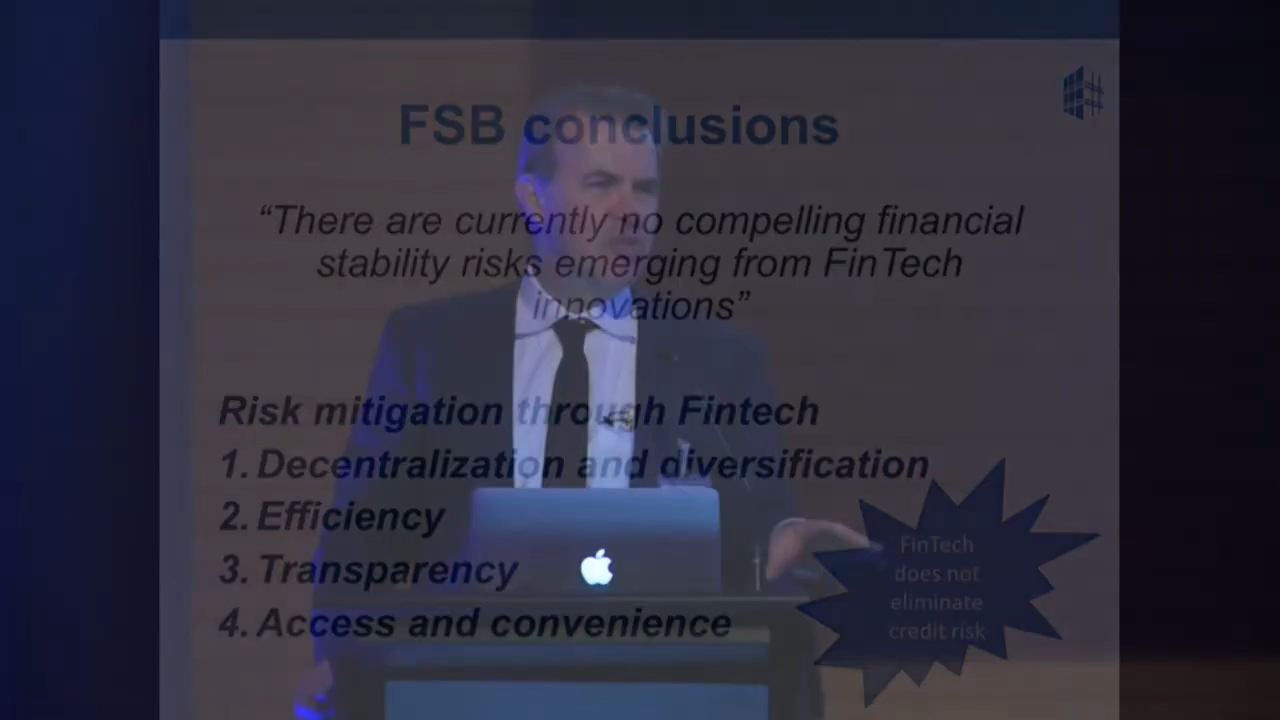 FSB conclusions
“There are currently no compelling financial
stability risks emerging from FinTech
innovations”
Risk mitigation through Fintech
1. Decentralization and diversification
2. Efficiency
3. Transparency
4. Access and convenience
FinTech
does not
eliminate
credit risk